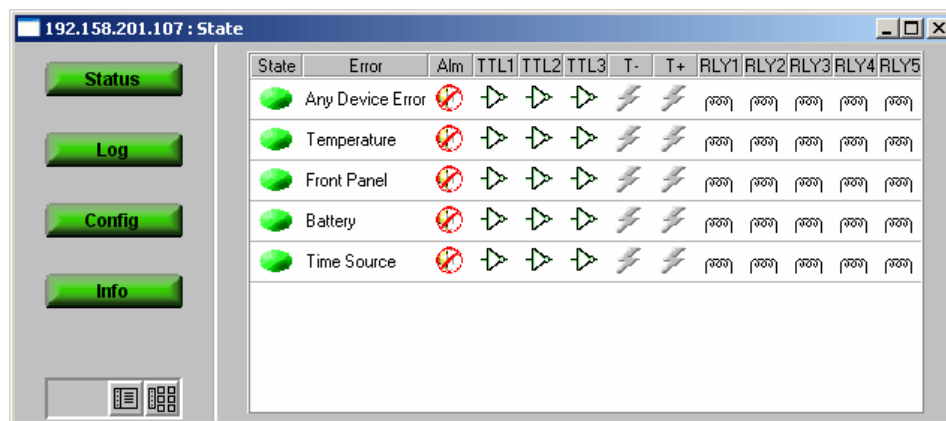 192.158.201.107 : State
Status
Log
Config
Info
State Error Alm TTL1 TTL2 TTL3 T- T+ RLY1 RLY2 RLY3 RLY4 RLY5
Any Device Error
Temperature
Front Panel
Battery
Time Source